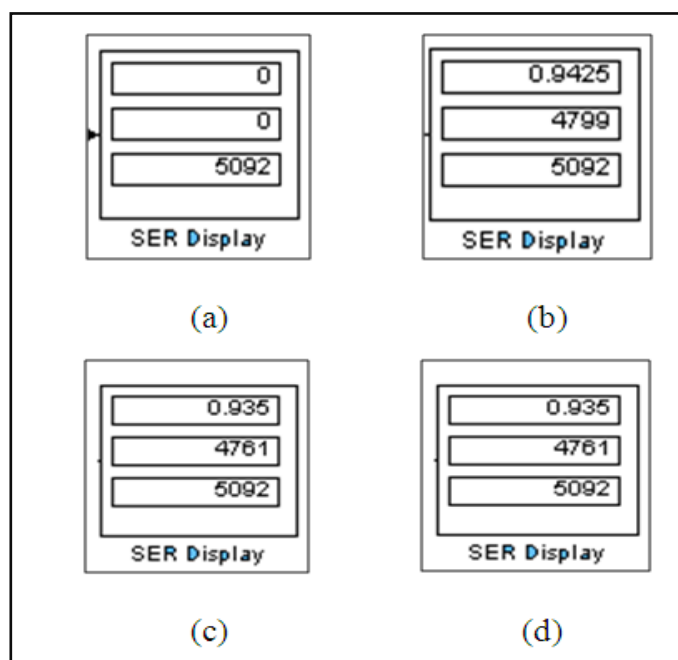 0
0
5092
SER Display
(a)
0.9425
4799
5092
SER Display
(b)
0.935
4761
5092
SER Display
(c)
0.935
4761
5092
SER Display
(d)